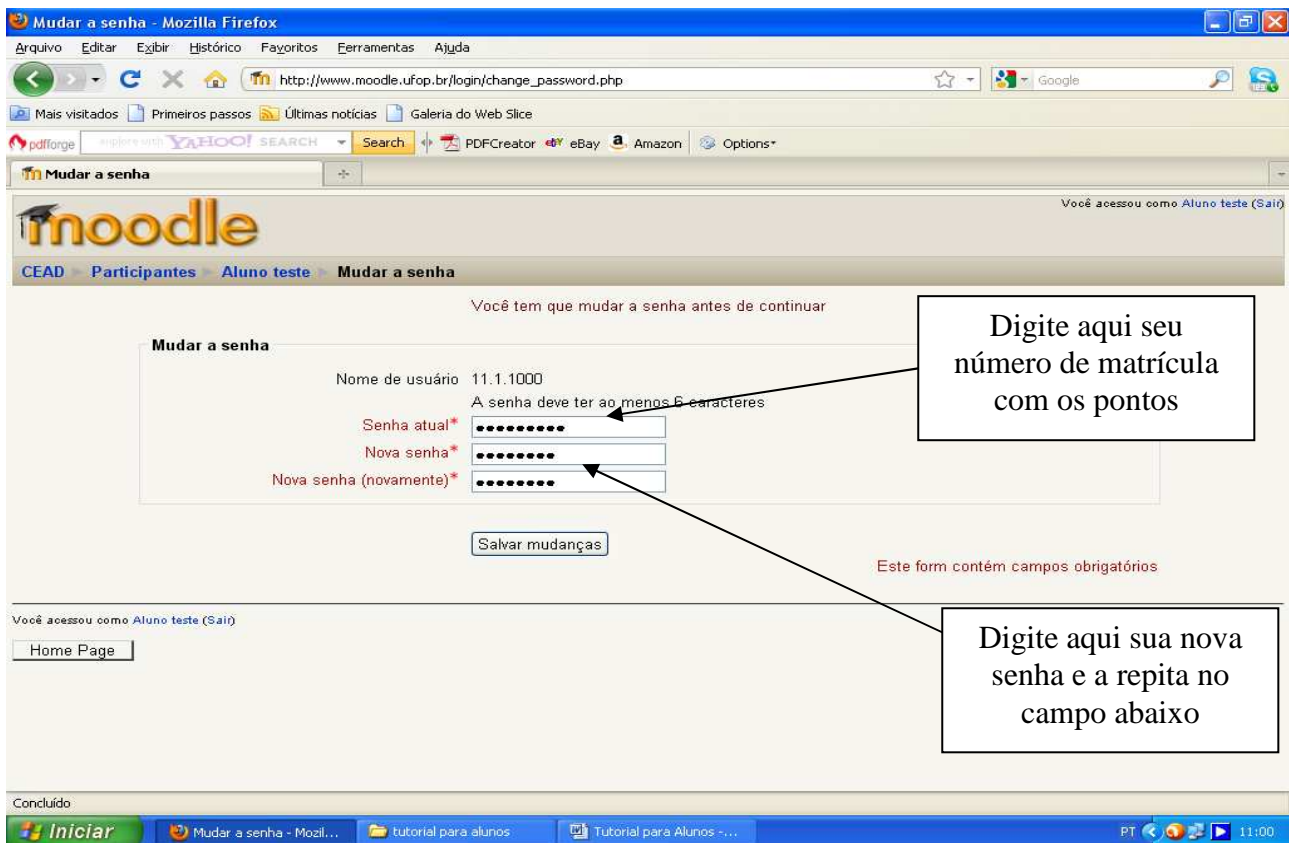 Mudar a senha - Mozilla Firefox
Arquivo Editar Exibir Histórico Favoritos Ferramentas Ajuda
http://www.moodle.ufop.br/login/change_password.php Google
Mais visitados Primeiros passos Últimas notícias Galeria do Web Slice
pdfforge explore with YAHOO! SEARCH Search PDFCreator eBay Amazon Options
Mudar a senha
moodle
Você acessou como Aluno teste (Sair)
CEAD Participantes Aluno teste Mudar a senha
Você tem que mudar a senha antes de continuar
Digite aqui seu
número de matrícula
com os pontos
Mudar a senha
Nome de usuário 11.1.1000
A senha deve ter ao menos 6 caracteres
Senha atual* •••••••••
Nova senha* ••••••••
Nova senha (novamente)* ••••••••
Salvar mudanças
Este form contém campos obrigatórios
Você acessou como Aluno teste (Sair)
Home Page
Digite aqui sua nova
senha e a repita no
campo abaixo
Concluído
Iniciar Mudar a senha - Mozil... tutorial para alunos Tutorial para Alunos -... PT 11:00